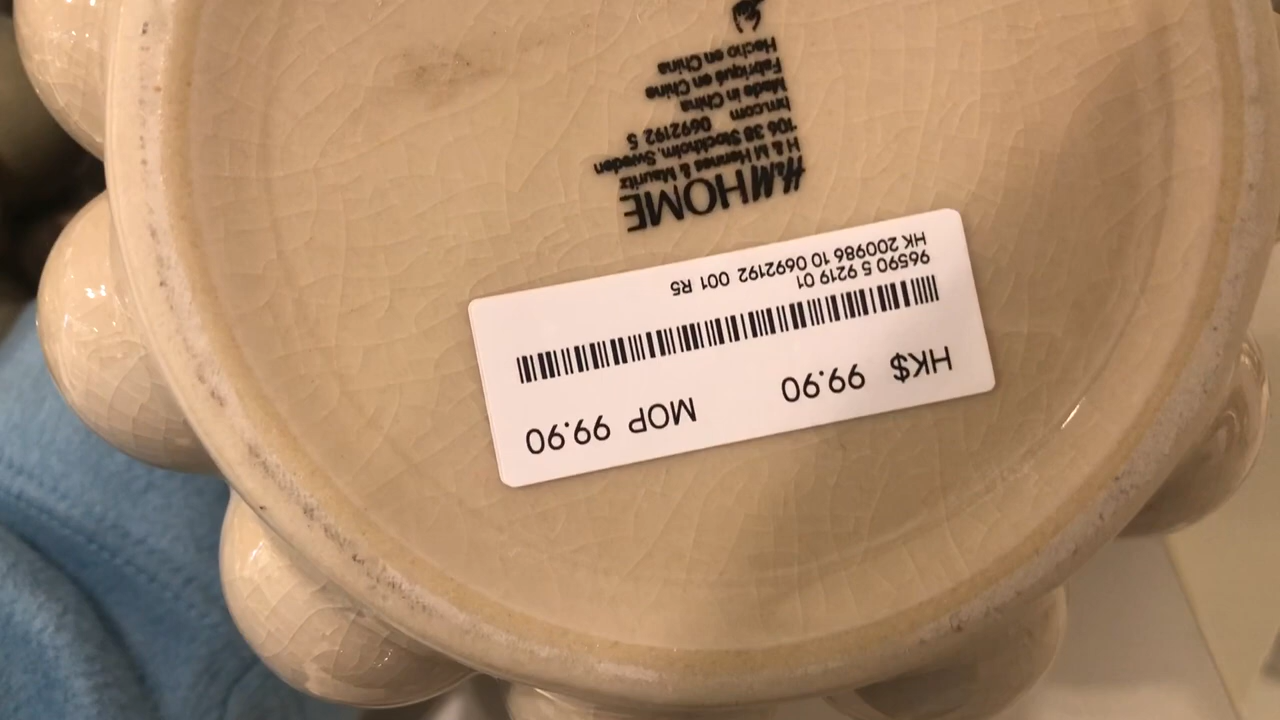 H&M HOME
H & M Hennes & Mauritz
106 38 Stockholm, Sweden
hm.com 0692192 5
Made in China
Fabriqué en China
Hecho en China
HK 200986 10 0692192 001 R5
96590 5 9219 01
HK$ 99.90 MOP 99.90